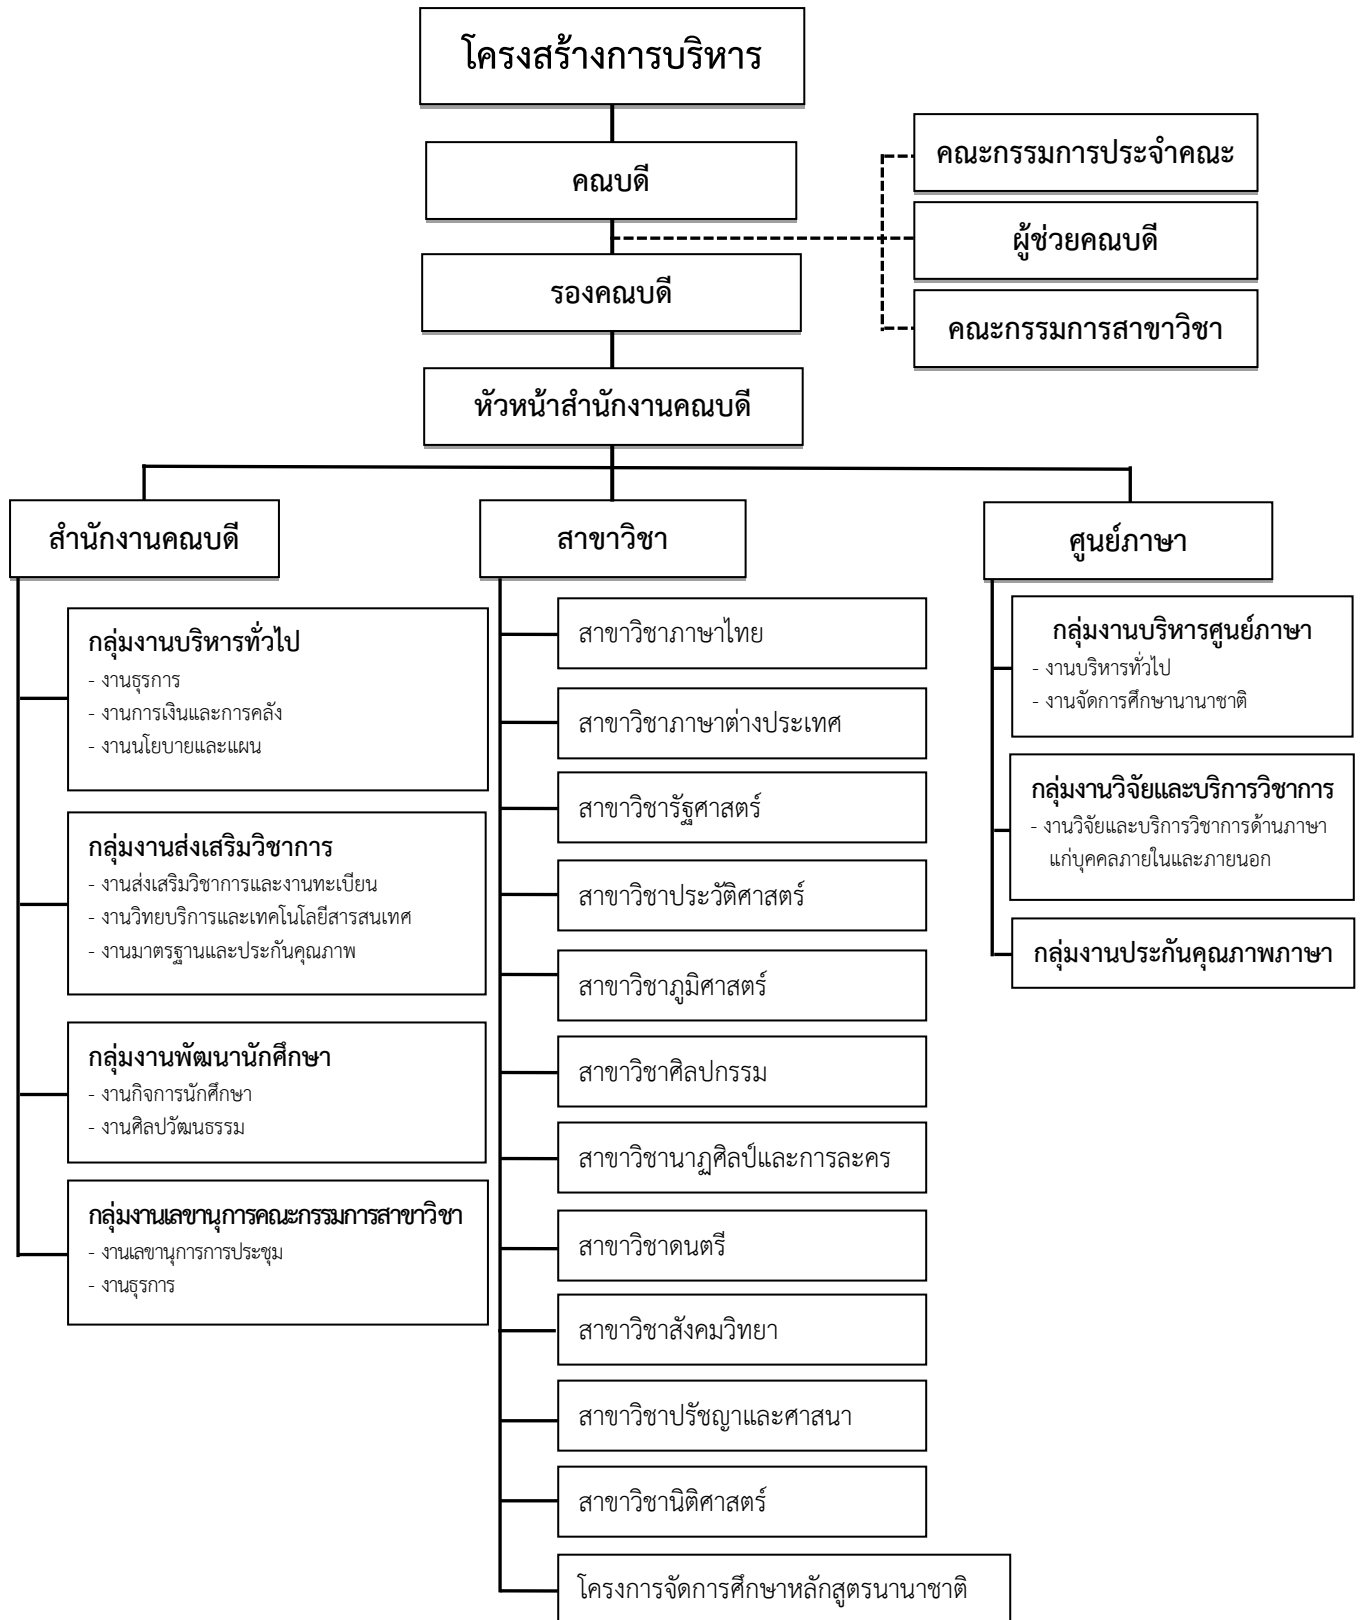 โครงสร้างการบริหาร
คณบดี
คณะกรรมการประจำคณะ
ผู้ช่วยคณบดี
รองคณบดี
คณะกรรมการสาขาวิชา
หัวหน้าสำนักงานคณบดี
สำนักงานคณบดี
กลุ่มงานบริหารทั่วไป
- งานธุรการ
- งานการเงินและการคลัง
- งานนโยบายและแผน
กลุ่มงานส่งเสริมวิชาการ
- งานส่งเสริมวิชาการและงานทะเบียน
- งานวิทยบริการและเทคโนโลยีสารสนเทศ
- งานมาตรฐานและประกันคุณภาพ
กลุ่มงานพัฒนานักศึกษา
- งานกิจการนักศึกษา
- งานศิลปวัฒนธรรม
กลุ่มงานเลขานุการคณะกรรมการสาขาวิชา
- งานเลขานุการการประชุม
- งานธุรการ
สาขาวิชา
สาขาวิชาภาษาไทย
สาขาวิชาภาษาต่างประเทศ
สาขาวิชารัฐศาสตร์
สาขาวิชาประวัติศาสตร์
สาขาวิชาภูมิศาสตร์
สาขาวิชาศิลปกรรม
สาขาวิชานาฏศิลป์และการละคร
สาขาวิชาดนตรี
สาขาวิชาสังคมวิทยา
สาขาวิชาปรัชญาและศาสนา
สาขาวิชานิติศาสตร์
โครงการจัดการศึกษาหลักสูตรนานาชาติ
ศูนย์ภาษา
กลุ่มงานบริหารศูนย์ภาษา
- งานบริหารทั่วไป
- งานจัดการศึกษานานาชาติ
กลุ่มงานวิจัยและบริการวิชาการ
- งานวิจัยและบริการวิชาการด้านภาษา
แก่บุคคลภายในและภายนอก
กลุ่มงานประกันคุณภาพภาษา